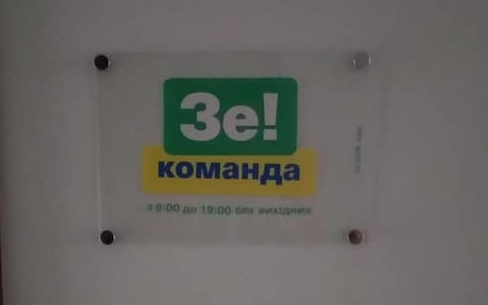 Зе!
команда
з 9:00 до 19:00 без вихідних